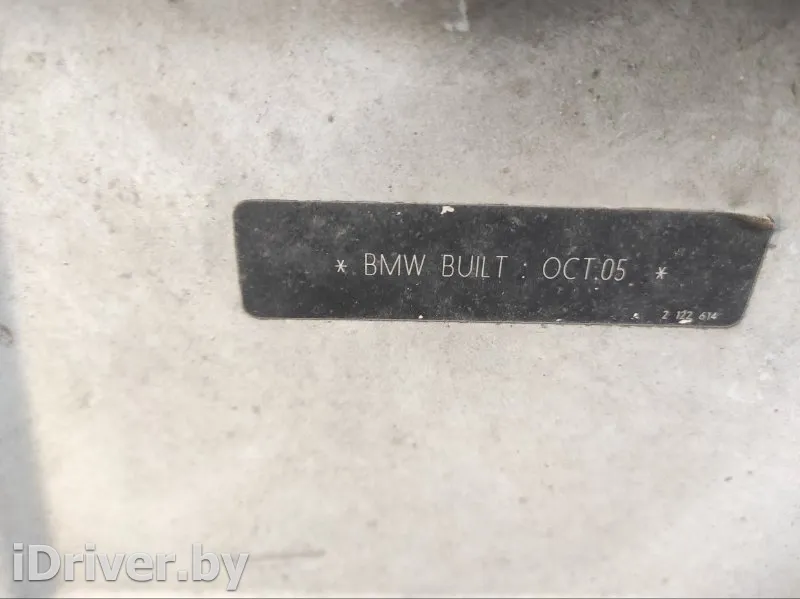 * BMW BUILT : OCT.05 *
2 122 614
iDriver.by